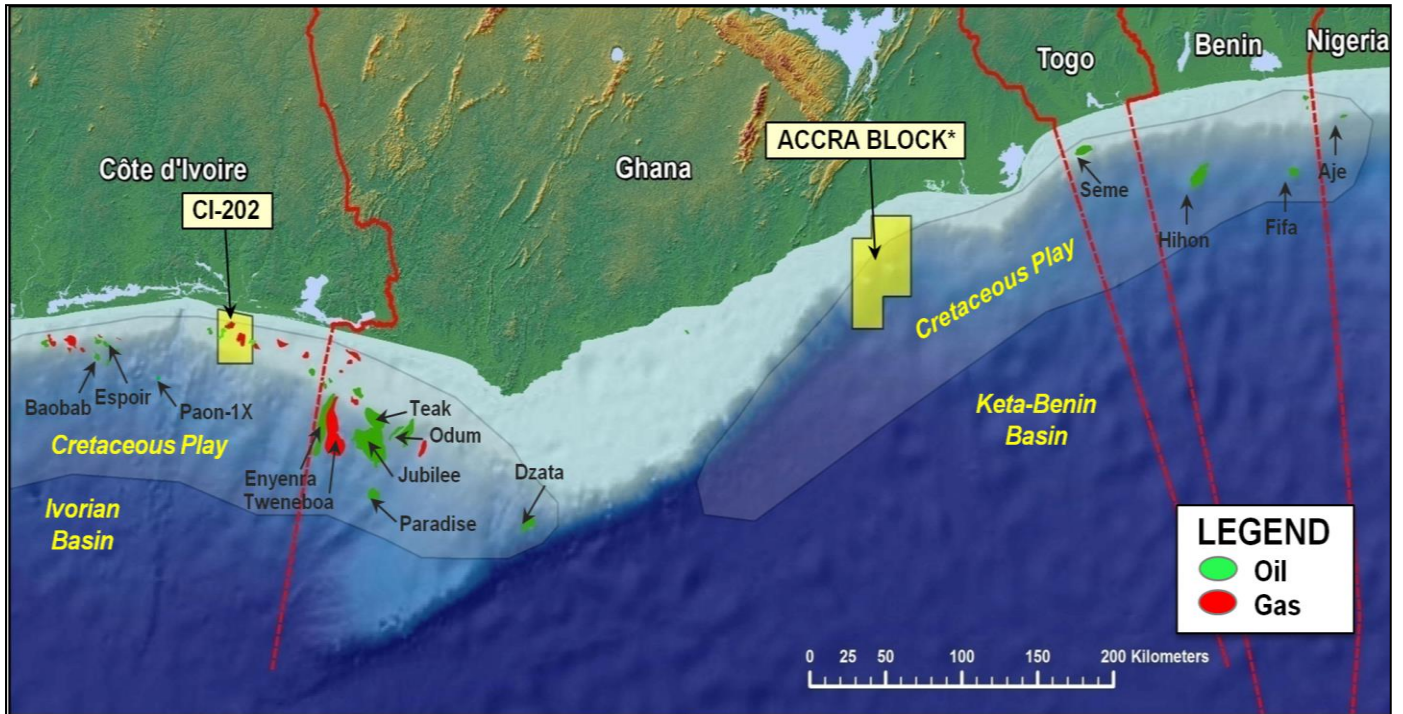 Togo
Benin
Nigeria
Côte d'Ivoire
CI-202
Ghana
ACCRA BLOCK*
Seme
Hihon
Fifa
Aje
Cretaceous Play
Keta-Benin
Basin
Baobab
Espoir
Paon-1X
Cretaceous Play
Ivorian
Basin
Enyenra
Tweneboa
Teak
Odum
Jubilee
Paradise
Dzata
LEGEND
Oil
Gas
0 25 50 100 150 200 Kilometers